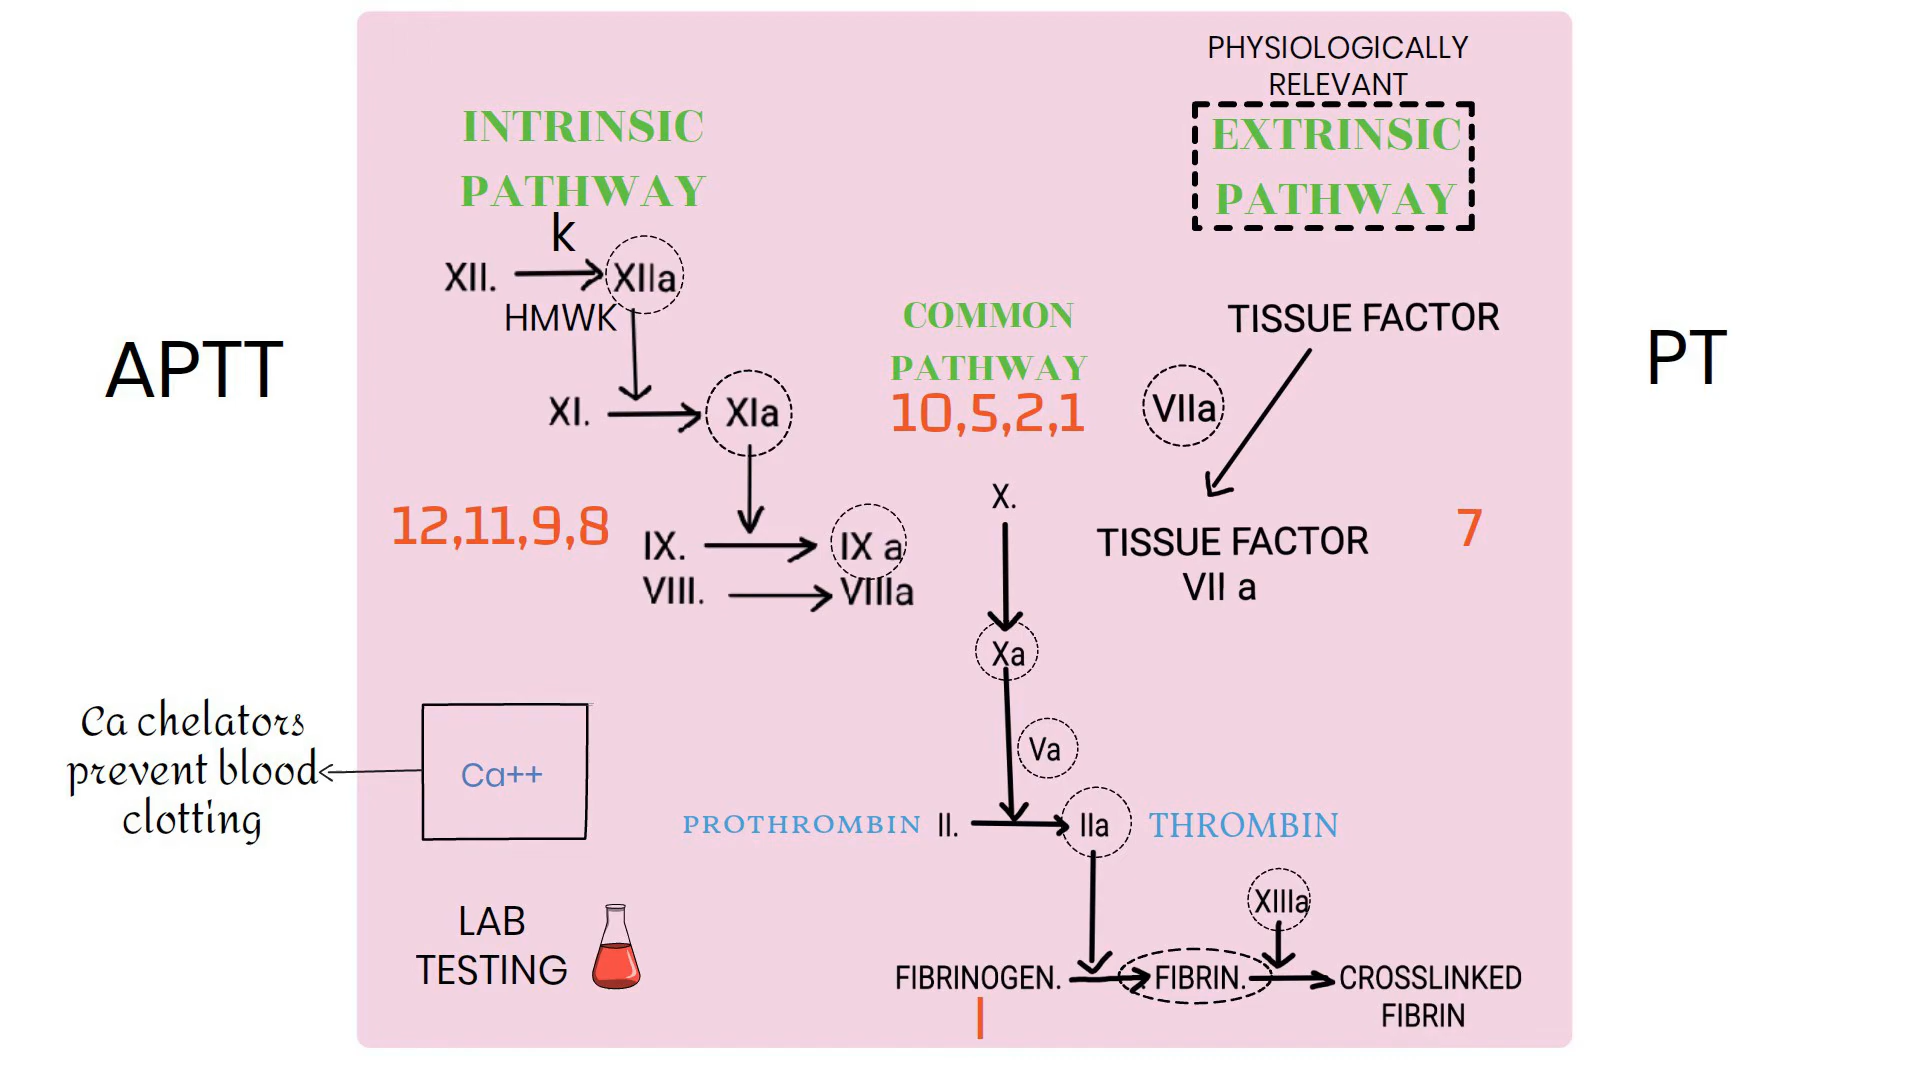 PHYSIOLOGICALLY
RELEVANT
INTRINSIC
PATHWAY
EXTRINSIC
PATHWAY
k
XII.
XIIa
HMWK
COMMON
PATHWAY
10,5,2,1
TISSUE FACTOR
APTT
PT
XI.
XIa
VIIa
X.
12,11,9,8
IX.
IX a
VIII.
VIIIa
TISSUE FACTOR
VII a
7
Xa
Ca chelators
prevent blood
clotting
Ca++
Va
PROTHROMBIN
II.
IIa
THROMBIN
XIIIa
LAB
TESTING
FIBRINOGEN.
FIBRIN.
CROSSLINKED
FIBRIN
I